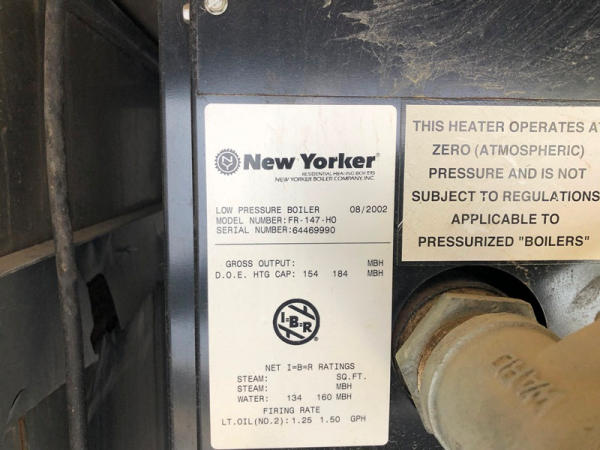 New Yorker
RESIDENTIAL HEATING BOILERS
NEW YORKER BOILER COMPANY, INC.
LOW PRESSURE BOILER 08/2002
MODEL NUMBER:FR-147-HO
SERIAL NUMBER:64469990
GROSS OUTPUT: MBH
D.O.E. HTG CAP: 154 184 MBH
I=B=R
NET I=B=R RATINGS
STEAM: SQ.FT.
STEAM: MBH
WATER: 134 160 MBH
FIRING RATE
LT.OIL(NO.2):1.25 1.50 GPH
THIS HEATER OPERATES AT
ZERO (ATMOSPHERIC)
PRESSURE AND IS NOT
SUBJECT TO REGULATIONS
APPLICABLE TO
PRESSURIZED "BOILERS"